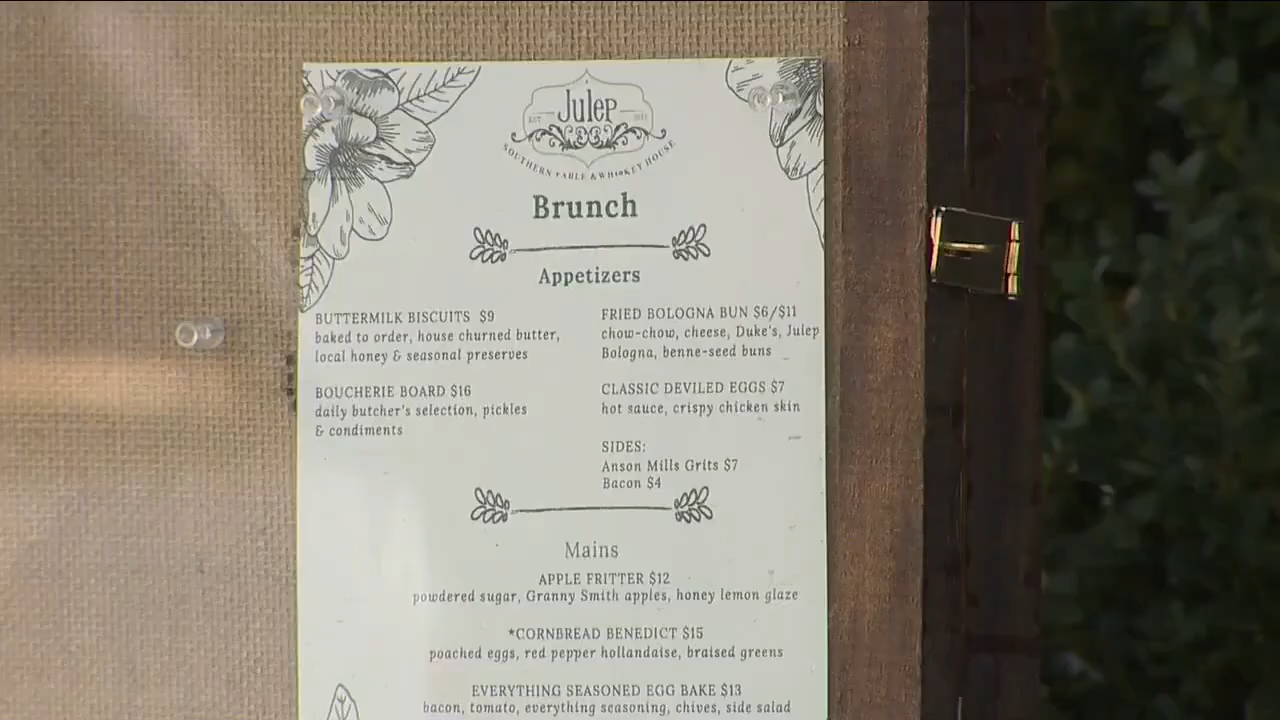 EST
JULEP
SOUTHERN TABLE & WHISKEY HOUSE
Brunch
Appetizers
BUTTERMILK BISCUITS $9
baked to order, house churned butter,
local honey & seasonal preserves
BOUCHERIE BOARD $16
daily butcher's selection, pickles
& condiments
FRIED BOLOGNA BUN $6/$11
chow-chow, cheese, Duke's, Julep
Bologna, benne-seed buns
CLASSIC DEVILED EGGS $7
hot sauce, crispy chicken skin
SIDES:
Anson Mills Grits $7
Bacon $4
Mains
APPLE FRITTER $12
powdered sugar, Granny Smith apples, honey lemon glaze
*CORNBREAD BENEDICT $15
poached eggs, red pepper hollandaise, braised greens
EVERYTHING SEASONED EGG BAKE $13
bacon, tomato, everything seasoning, chives, side salad